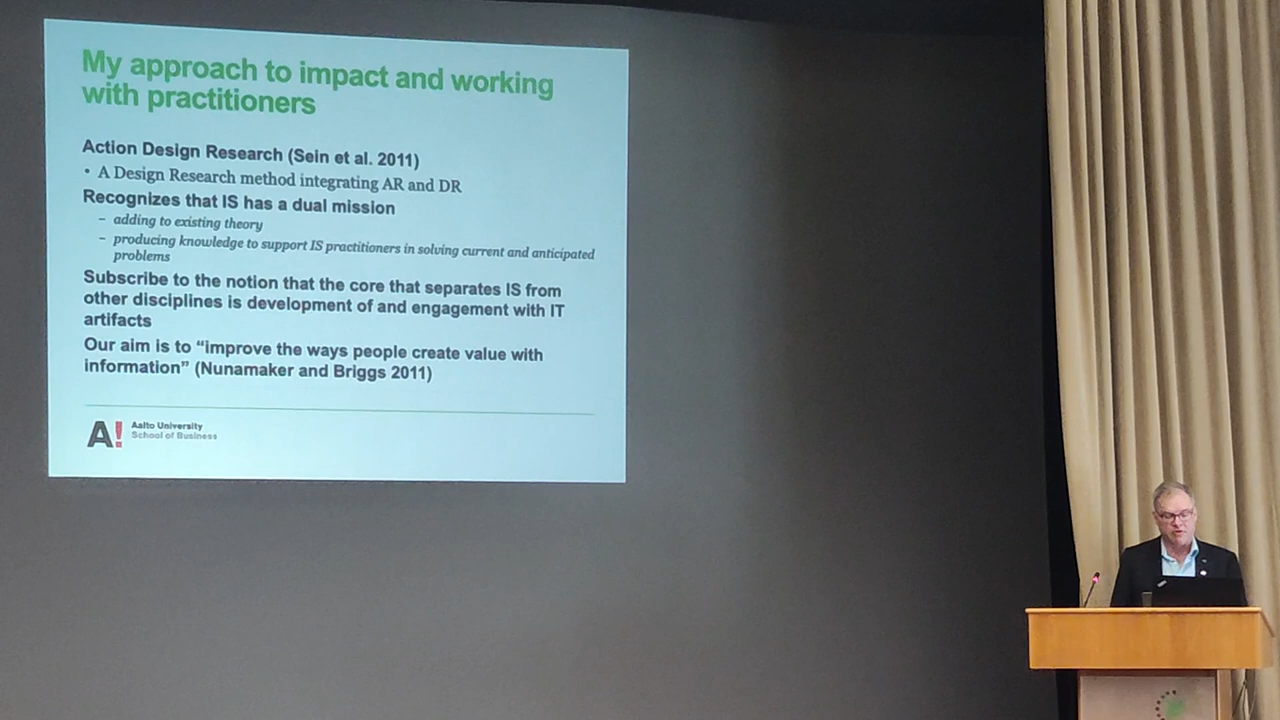 My approach to impact and working
with practitioners
Action Design Research (Sein et al. 2011)
• A Design Research method integrating AR and DR
Recognizes that IS has a dual mission
– adding to existing theory
– producing knowledge to support IS practitioners in solving current and anticipated
problems
Subscribe to the notion that the core that separates IS from
other disciplines is development of and engagement with IT
artifacts
Our aim is to “improve the ways people create value with
information” (Nunamaker and Briggs 2011)
A!
Aalto University
School of Business